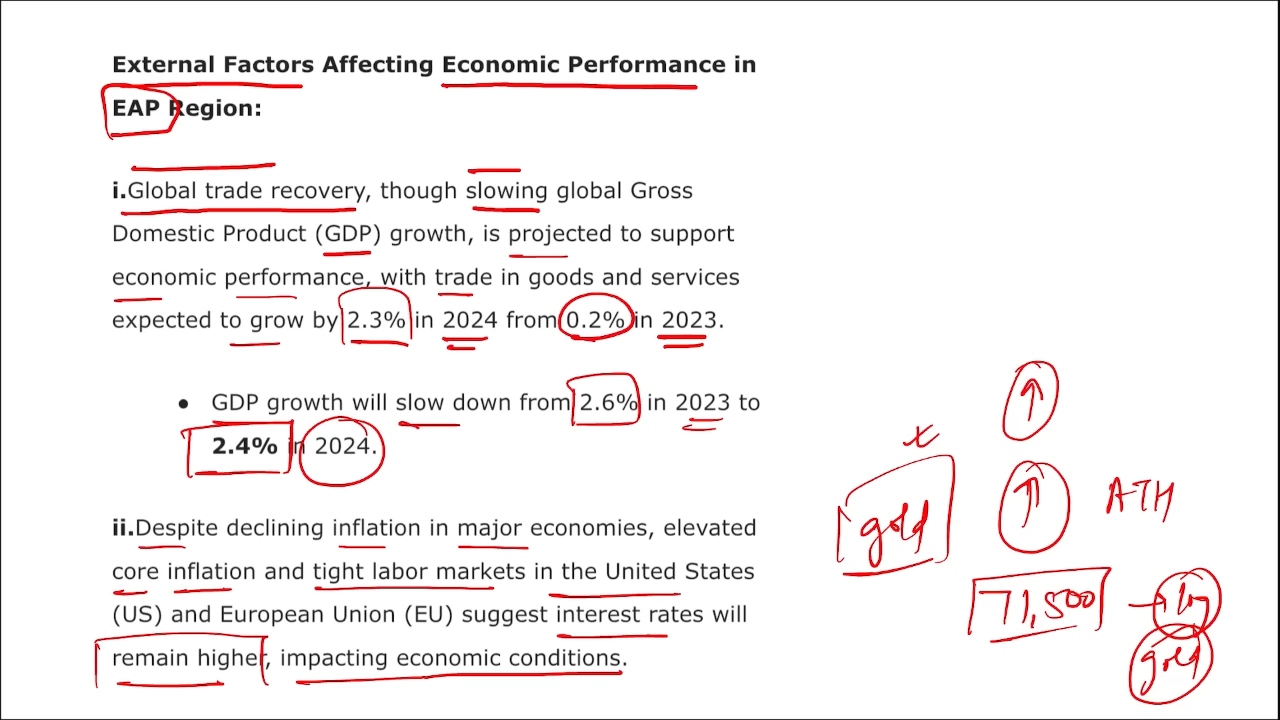 External Factors Affecting Economic Performance in
EAP Region:
i.Global trade recovery, though slowing global Gross
Domestic Product (GDP) growth, is projected to support
economic performance, with trade in goods and services
expected to grow by 2.3% in 2024 from 0.2% in 2023.
● GDP growth will slow down from 2.6% in 2023 to
2.4% in 2024.
ii.Despite declining inflation in major economies, elevated
core inflation and tight labor markets in the United States
(US) and European Union (EU) suggest interest rates will
remain higher, impacting economic conditions.
gold ATH
71,500 →
gold